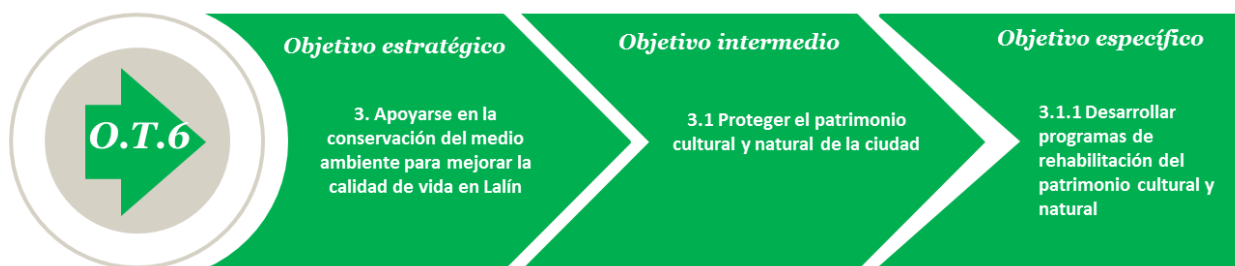 O.T.6
Objetivo estratégico
3. Apoyarse en la
conservación del medio
ambiente para mejorar la
calidad de vida en Lalín
Objetivo intermedio
3.1 Proteger el patrimonio
cultural y natural de la ciudad
Objetivo específico
3.1.1 Desarrollar
programas de
rehabilitación del
patrimonio cultural y
natural